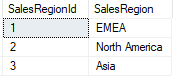 SalesRegionId SalesRegion
1 EMEA
2 North America
3 Asia